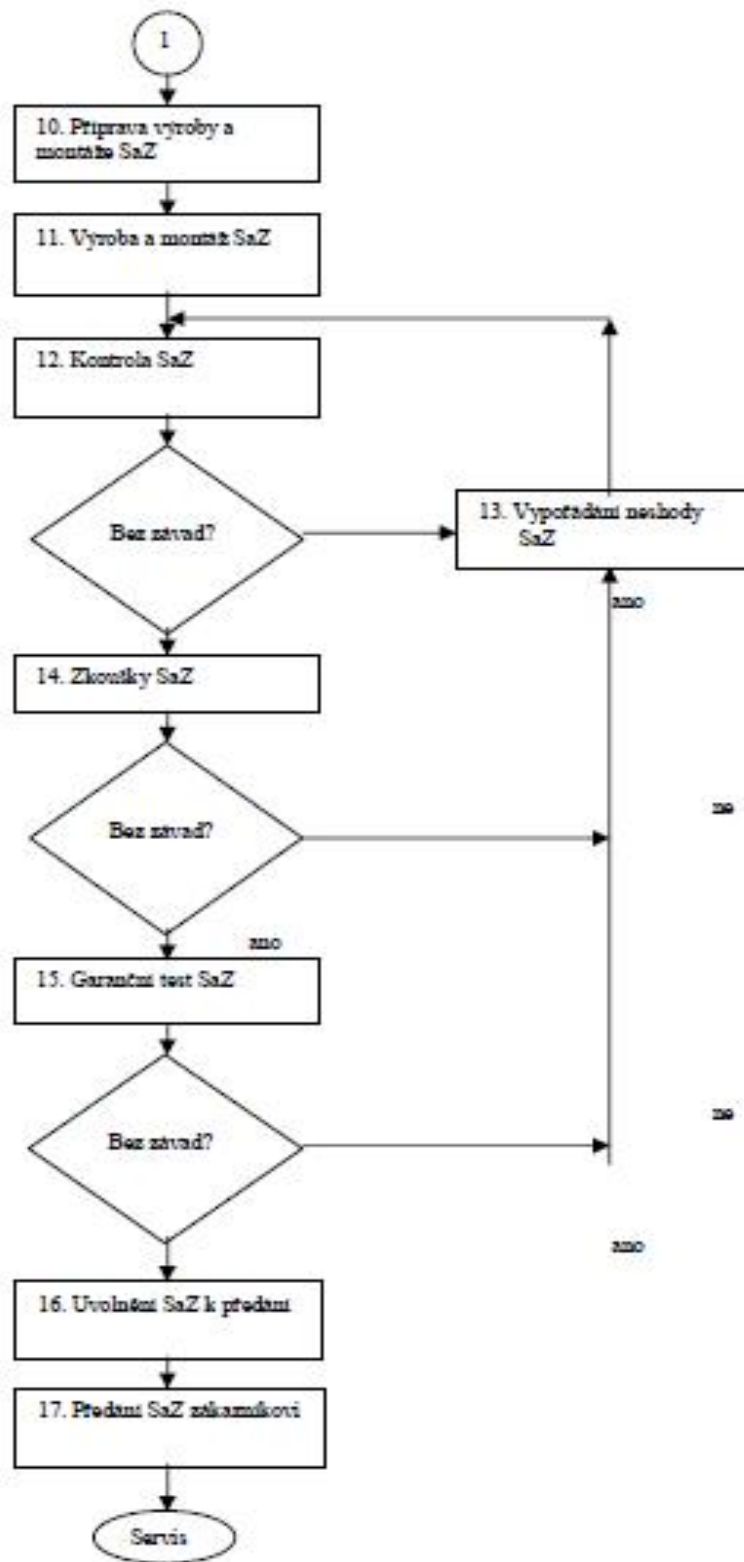 1
10. Příprava výroby a
montáže SaZ
11. Výroba a montáž SaZ
12. Kontrola SaZ
Bez závad?
13. Vypořádání neshody
SaZ
ano
14. Zkoušky SaZ
Bez závad?
ne
ano
15. Garanční test SaZ
Bez závad?
ne
ano
16. Uvolnění SaZ k předání
17. Předání SaZ zákazníkovi
Servis